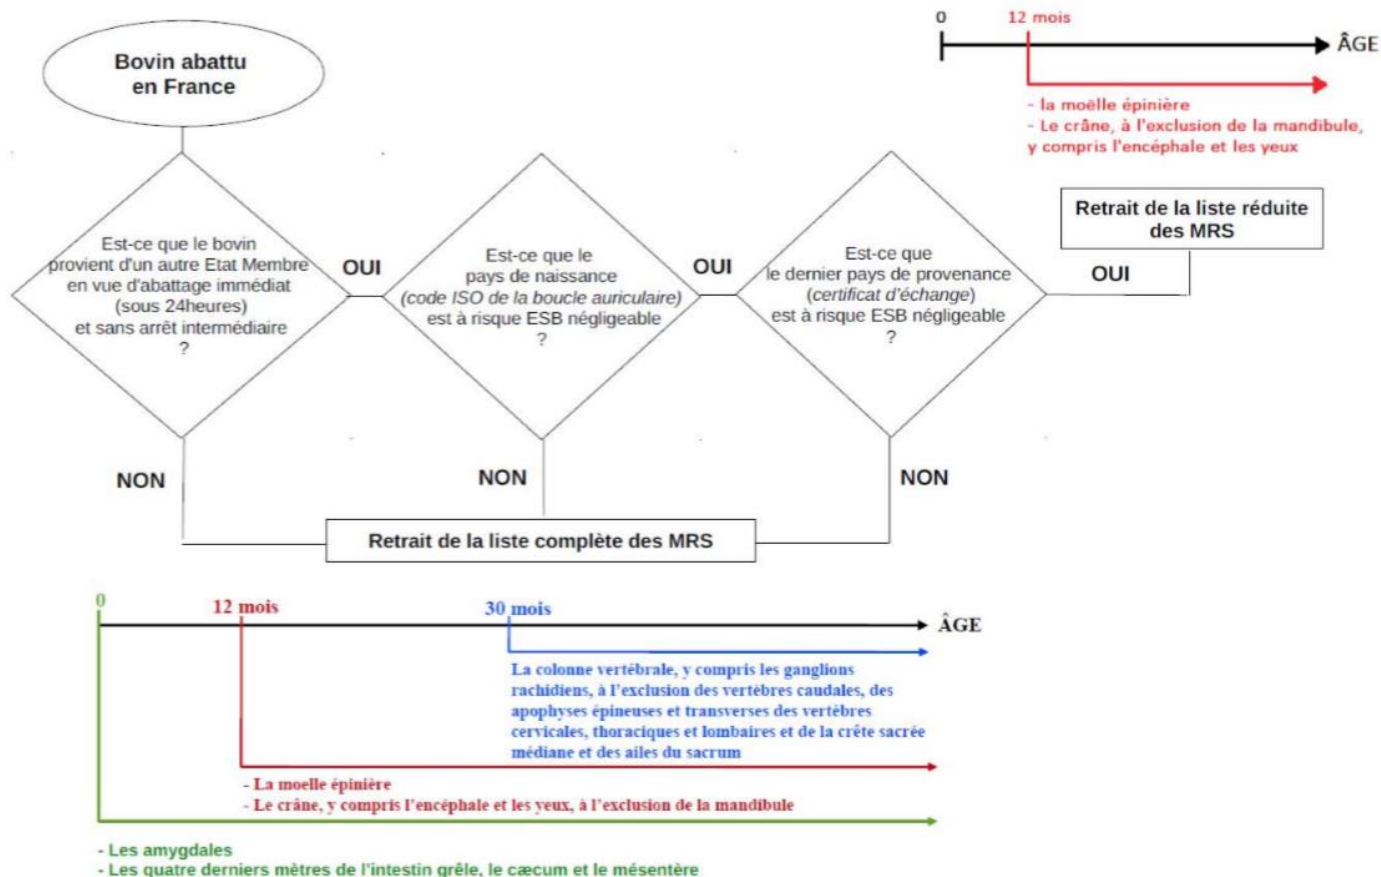 Bovin abattu
en France
0
12 mois
ÂGE
- la moëlle épinière
- Le crâne, à l'exclusion de la mandibule,
y compris l'encéphale et les yeux
Retrait de la liste réduite
des MRS
Est-ce que le bovin
provient d'un autre Etat Membre
en vue d'abattage immédiat
(sous 24heures)
et sans arrêt intermédiaire
?
OUI
Est-ce que le
pays de naissance
(code ISO de la boucle auriculaire)
est à risque ESB négligeable
?
OUI
Est-ce que
le dernier pays de provenance
(certificat d'échange)
est à risque ESB négligeable
?
OUI
NON
NON
NON
Retrait de la liste complète des MRS
0
12 mois
30 mois
ÂGE
La colonne vertébrale, y compris les ganglions
rachidiens, à l'exclusion des vertèbres caudales, des
apophyses épineuses et transverses des vertèbres
cervicales, thoraciques et lombaires et de la crête sacrée
médiane et des ailes du sacrum
- La moelle épinière
- Le crâne, y compris l'encéphale et les yeux, à l'exclusion de la mandibule
- Les amygdales
- Les quatre derniers mètres de l'intestin grêle, le cæcum et le mésentère